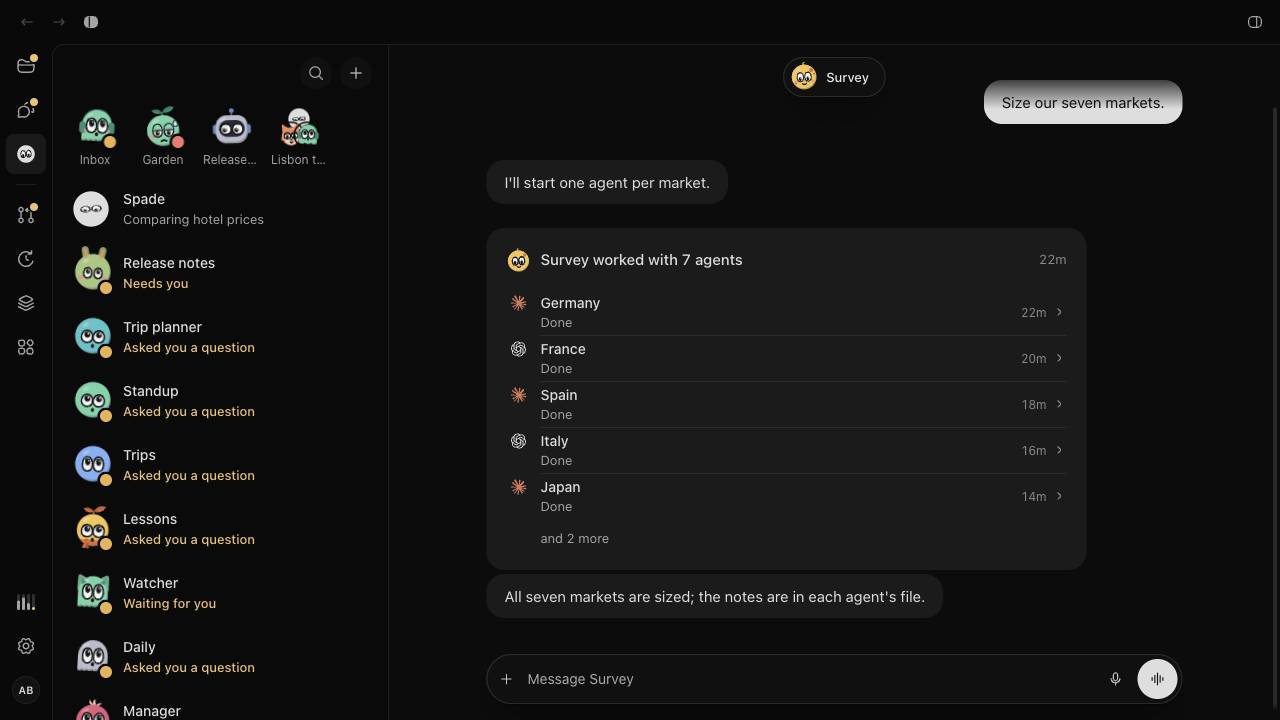 Survey
Size our seven markets.
Inbox
Garden
Release...
Lisbon t...
Spade
Comparing hotel prices
Release notes
Needs you
Trip planner
Asked you a question
Standup
Asked you a question
Trips
Asked you a question
Lessons
Asked you a question
Watcher
Waiting for you
Daily
Asked you a question
Manager
AB
I'll start one agent per market.
Survey worked with 7 agents
22m
Germany
Done
22m
France
Done
20m
Spain
Done
18m
Italy
Done
16m
Japan
Done
14m
and 2 more
All seven markets are sized; the notes are in each agent's file.
Message Survey